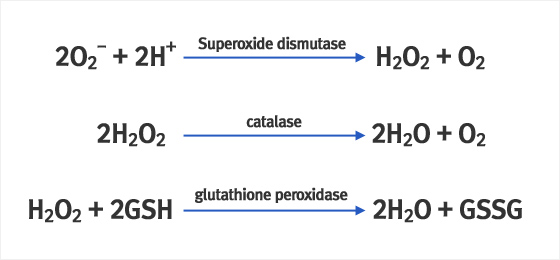 Superoxide dismutase
2O₂⁻ + 2H⁺ → H₂O₂ + O₂
catalase
2H₂O₂ → 2H₂O + O₂
glutathione peroxidase
H₂O₂ + 2GSH → 2H₂O + GSSG